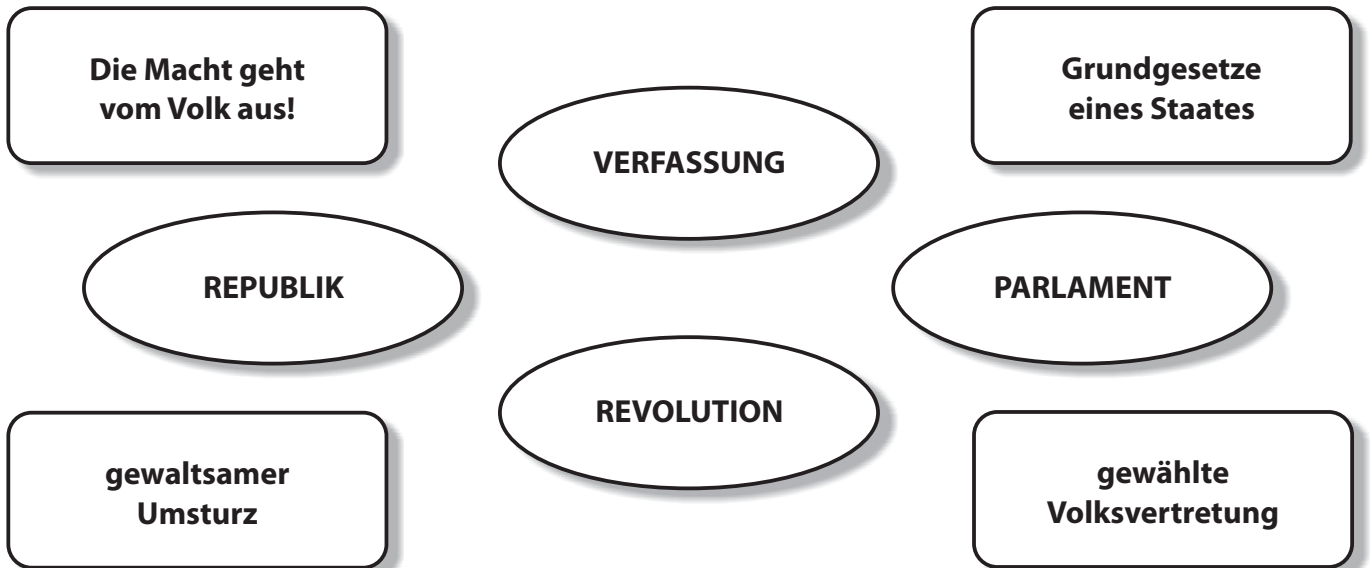 Die Macht geht
vom Volk aus!
Grundgesetze
eines Staates
VERFASSUNG
REPUBLIK
PARLAMENT
REVOLUTION
gewaltsamer
Umsturz
gewählte
Volksvertretung